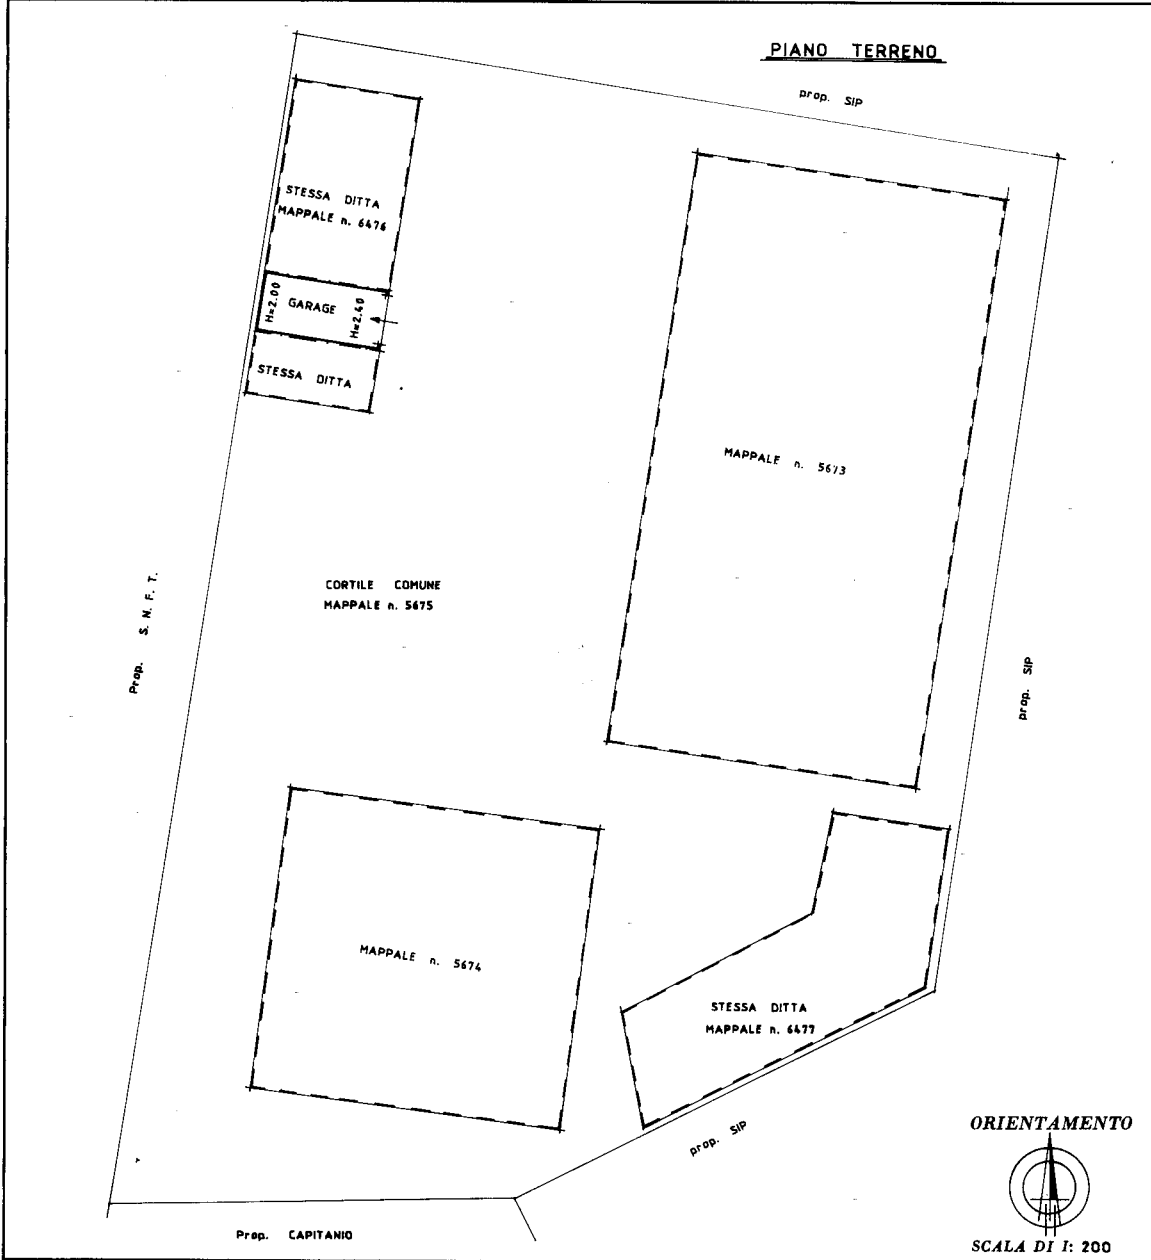 PIANO TERRENO
prop. SIP
STESSA DITTA
MAPPALE n. 6476
H=2.00
GARAGE
H=2.40
STESSA DITTA
MAPPALE n. 5673
CORTILE COMUNE
MAPPALE n. 5675
Prop. S. N. F. T.
prop. SIP
MAPPALE n. 5674
STESSA DITTA
MAPPALE n. 6477
prop. SIP
Prop. CAPITANIO
ORIENTAMENTO
SCALA DI 1: 200